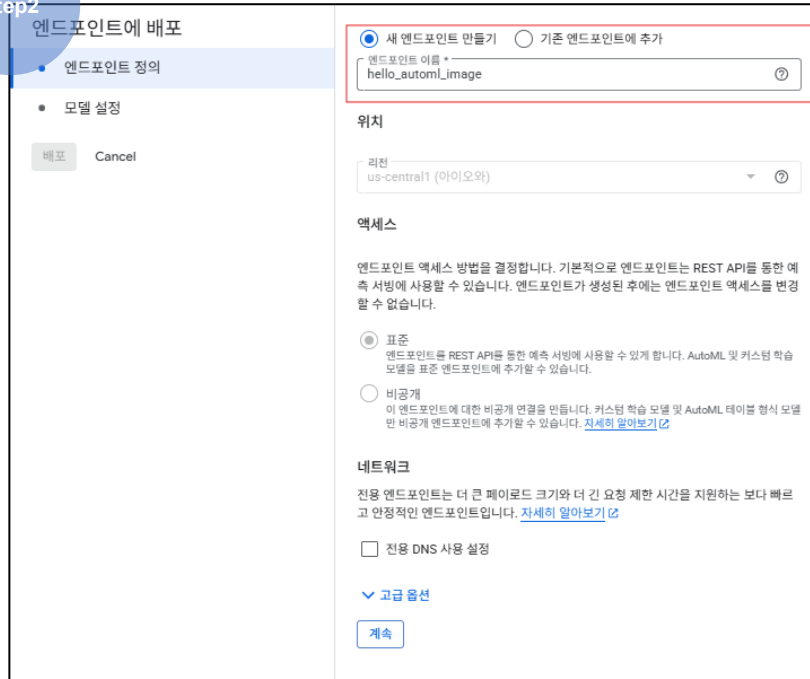 엔드포인트에 배포
엔드포인트 정의
모델 설정
배포 Cancel
새 엔드포인트 만들기 기존 엔드포인트에 추가
엔드포인트 이름 *
hello_automl_image
위치
리전
us-central1 (아이오와)
액세스
엔드포인트 액세스 방법을 결정합니다. 기본적으로 엔드포인트는 REST API를 통한 예
측 서빙에 사용할 수 있습니다. 엔드포인트가 생성된 후에는 엔드포인트 액세스를 변경
할 수 없습니다.
표준
엔드포인트를 REST API를 통한 예측 서빙에 사용할 수 있게 합니다. AutoML 및 커스텀 학습
모델을 표준 엔드포인트에 추가할 수 있습니다.
비공개
이 엔드포인트에 대한 비공개 연결을 만듭니다. 커스텀 학습 모델 및 AutoML 테이블 형식 모델
만 비공개 엔드포인트에 추가할 수 있습니다. 자세히 알아보기
네트워크
전용 엔드포인트는 더 큰 페이로드 크기와 더 긴 요청 제한 시간을 지원하는 보다 빠르
고 안정적인 엔드포인트입니다. 자세히 알아보기
전용 DNS 사용 설정
고급 옵션
계속